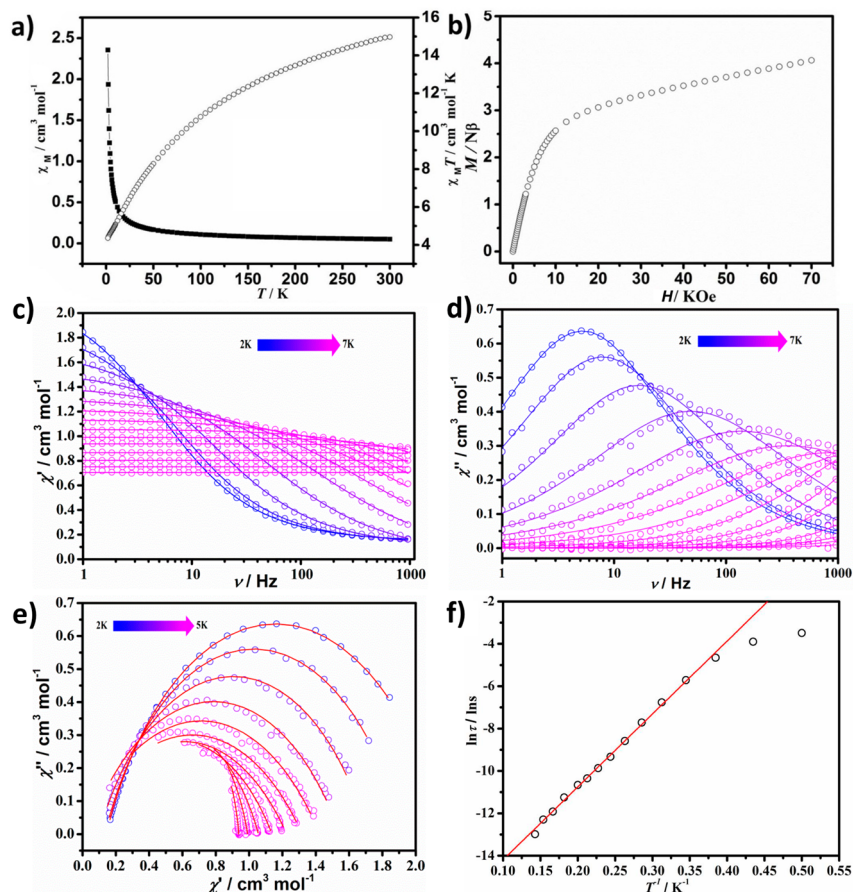 a)
χM / cm³ mol⁻¹
2.5
2.0
1.5
1.0
0.5
0.0
0 50 100 150 200 250 300
T / K
16
14
12
10
8
6
4
χMT / cm³ mol⁻¹ K
b)
M / Nβ
5
4
3
2
1
0
0 10 20 30 40 50 60 70
H/ KOe
c)
χ' / cm³ mol⁻¹
2.0
1.8
1.6
1.4
1.2
1.0
0.8
0.6
0.4
0.2
0.0
2K 7K
1 10 100 1000
ν / Hz
d)
χ'' / cm³ mol⁻¹
0.7
0.6
0.5
0.4
0.3
0.2
0.1
0.0
2K 7K
1 10 100 1000
ν / Hz
e)
χ'' / cm³ mol⁻¹
0.7
0.6
0.5
0.4
0.3
0.2
0.1
0.0
2K 5K
0.0 0.2 0.4 0.6 0.8 1.0 1.2 1.4 1.6 1.8 2.0
χ' / cm³ mol⁻¹
f)
ln τ / lns
-2
-4
-6
-8
-10
-12
-14
0.10 0.15 0.20 0.25 0.30 0.35 0.40 0.45 0.50 0.55
T⁻¹ / K⁻¹